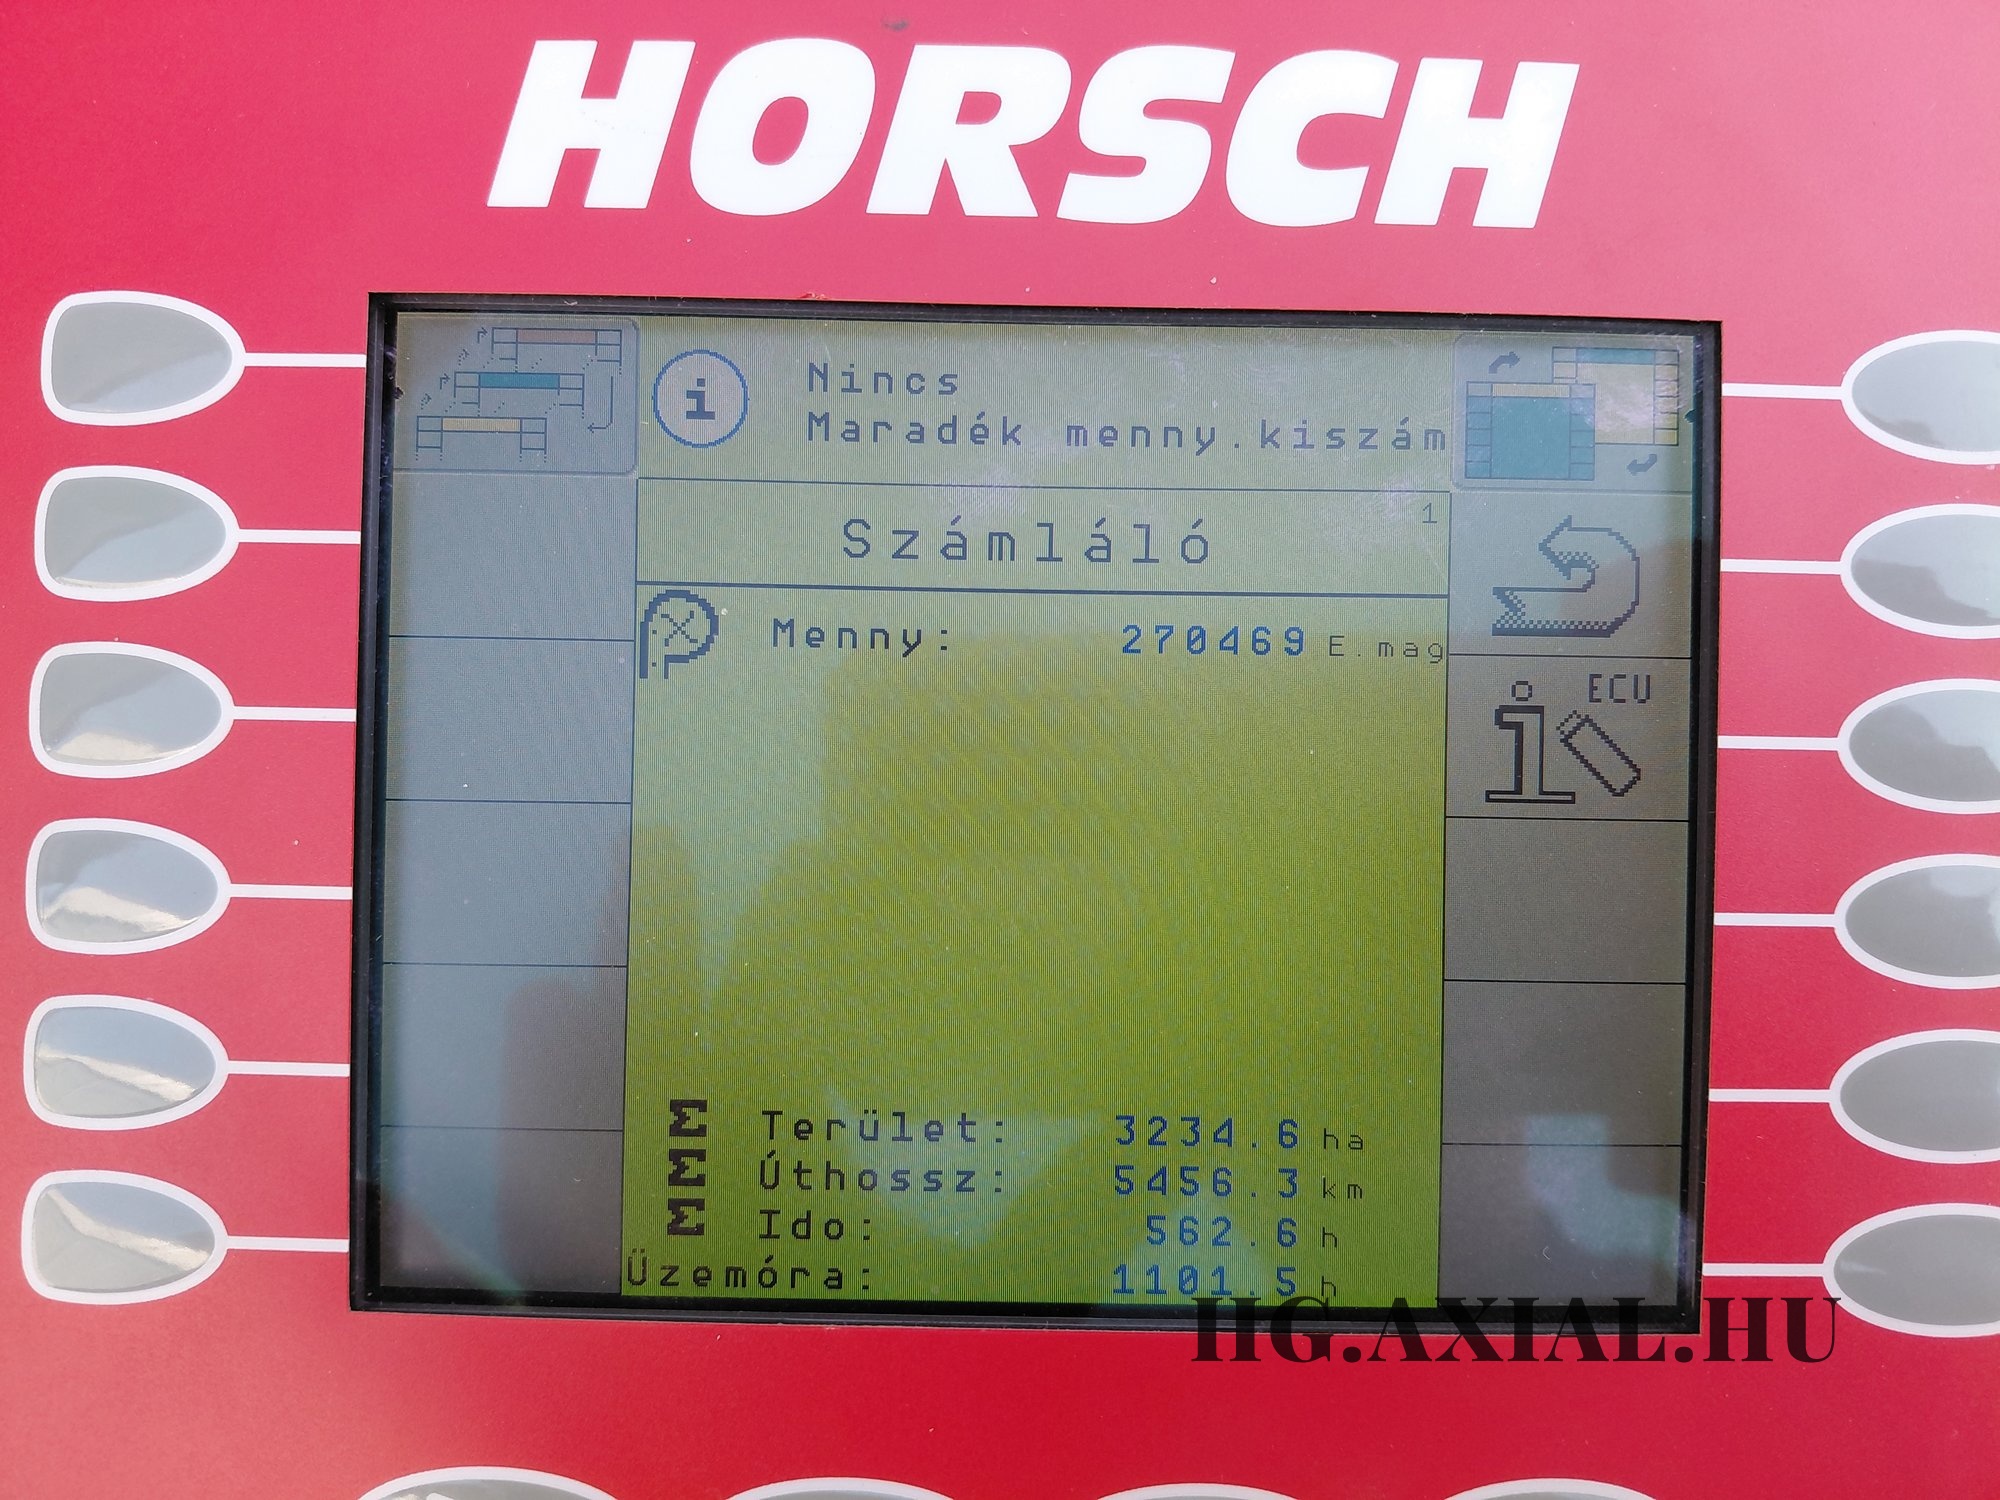 HORSCH
Nincs
Maradék menny.kiszám
Számláló 1
Menny: 270469 E.mag
ECU
Terület: 3234.6 ha
Úthossz: 5456.3 km
Ido: 562.6 h
Üzemóra: 1101.5 h
HG.AXIAL.HU